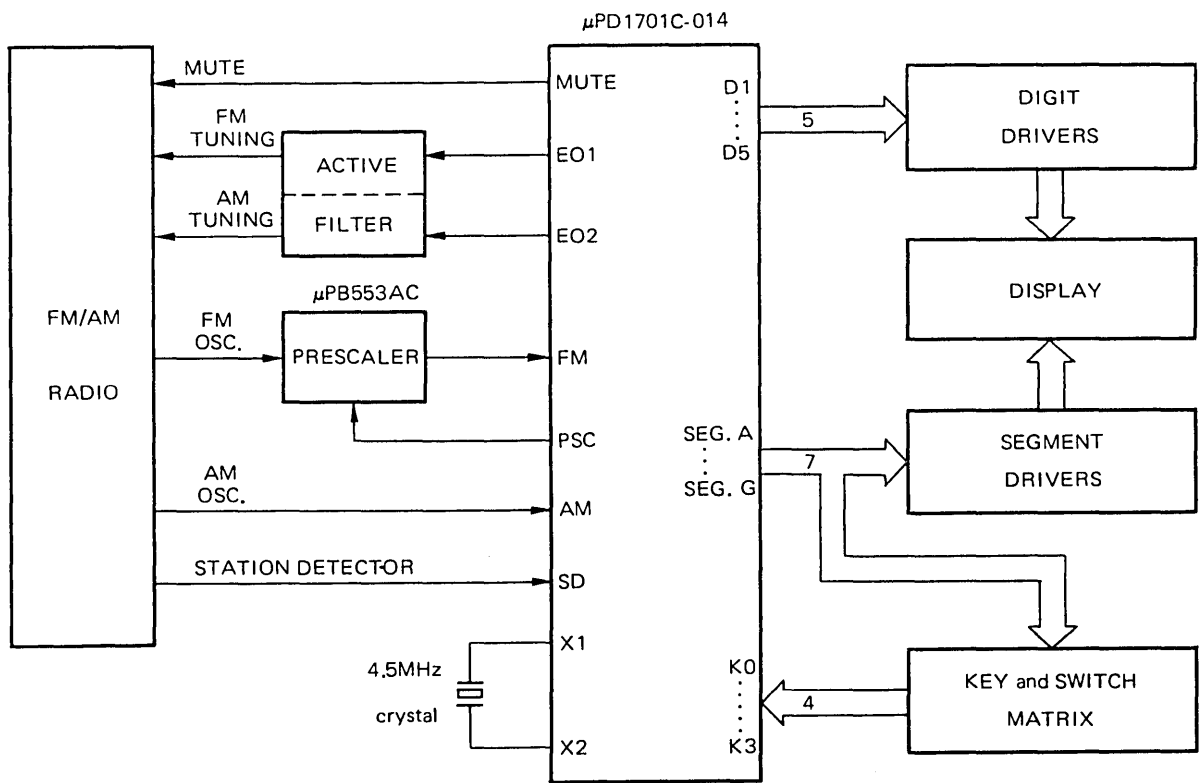 μPD1701C-014
MUTE
FM
TUNING
AM
TUNING
ACTIVE
FILTER
FM/AM
RADIO
μPB553AC
FM
OSC.
PRESCALER
AM
OSC.
STATION DETECTOR
4.5MHz
crystal
MUTE
EO1
EO2
FM
PSC
AM
SD
X1
X2
D1
D5
5
SEG. A
SEG. G
7
K0
K3
4
DIGIT
DRIVERS
DISPLAY
SEGMENT
DRIVERS
KEY and SWITCH
MATRIX